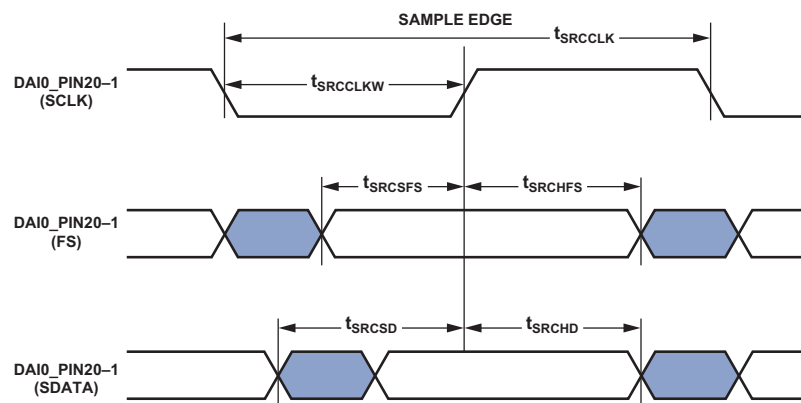 SAMPLE EDGE
tSRCCLK
DAI0_PIN20–1
(SCLK)
tSRCCLKW
DAI0_PIN20–1
(FS)
tSRCSFS
tSRCHFS
DAI0_PIN20–1
(SDATA)
tSRCSD
tSRCHD